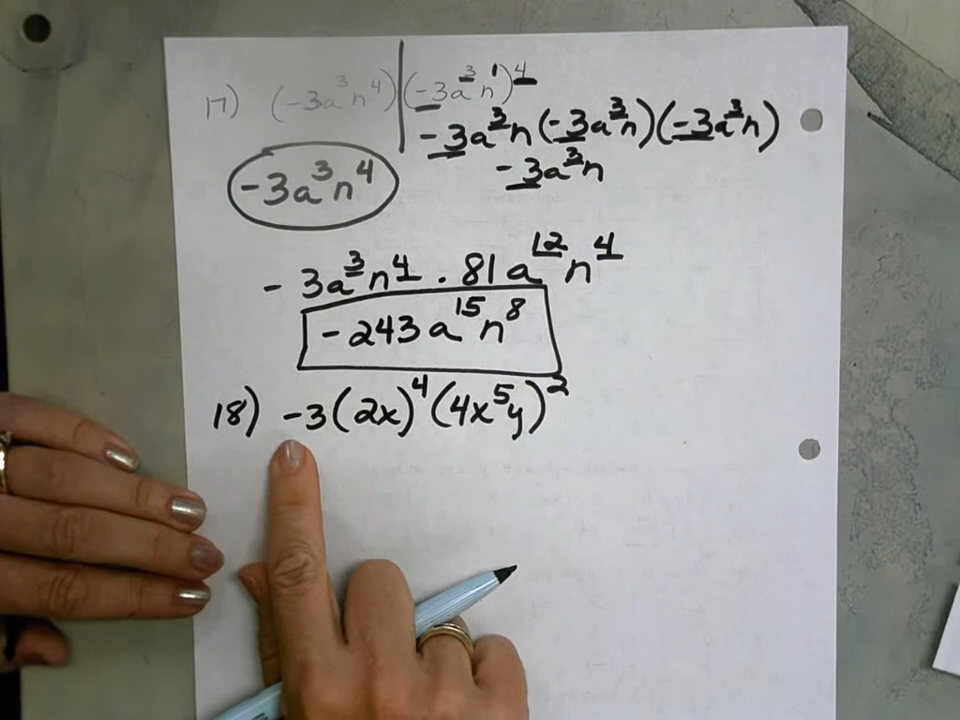 17) (-3a³n⁴) (-3a³n¹)⁴
-3a³n(-3a³n)(-3a³n)
-3a³n
-3a³n⁴
-3a³n⁴ · 81a¹²n⁴
-243a¹⁵n⁸
18) -3(2x)⁴(4x⁵y)²